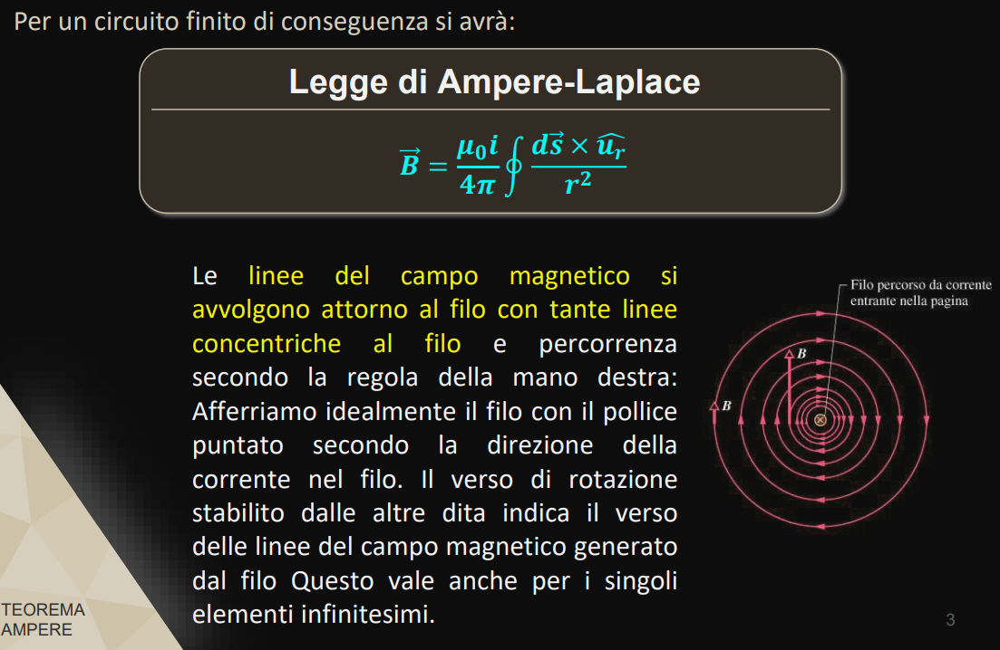 Per un circuito finito di conseguenza si avrà:
Legge di Ampere-Laplace
$\vec{B} = \frac{\mu_0 i}{4\pi} \oint \frac{d\vec{s} \times \widehat{u_r}}{r^2}$
Le linee del campo magnetico si
avvolgono attorno al filo con tante linee
concentriche al filo e percorrenza
secondo la regola della mano destra:
Afferriamo idealmente il filo con il pollice
puntato secondo la direzione della
corrente nel filo. Il verso di rotazione
stabilito dalle altre dita indica il verso
delle linee del campo magnetico generato
dal filo Questo vale anche per i singoli
elementi infinitesimi.
Filo percorso da corrente
entrante nella pagina
B
B
TEOREMA
AMPERE
3